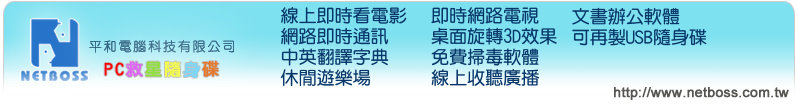 NETBOSS
平和電腦科技有限公司
PC救星隨身碟
線上即時看電影
網路即時通訊
中英翻譯字典
休閒遊樂場
即時網路電視
桌面旋轉3D效果
免費掃毒軟體
線上收聽廣播
文書辦公軟體
可再製USB隨身碟
http://www.netboss.com.tw